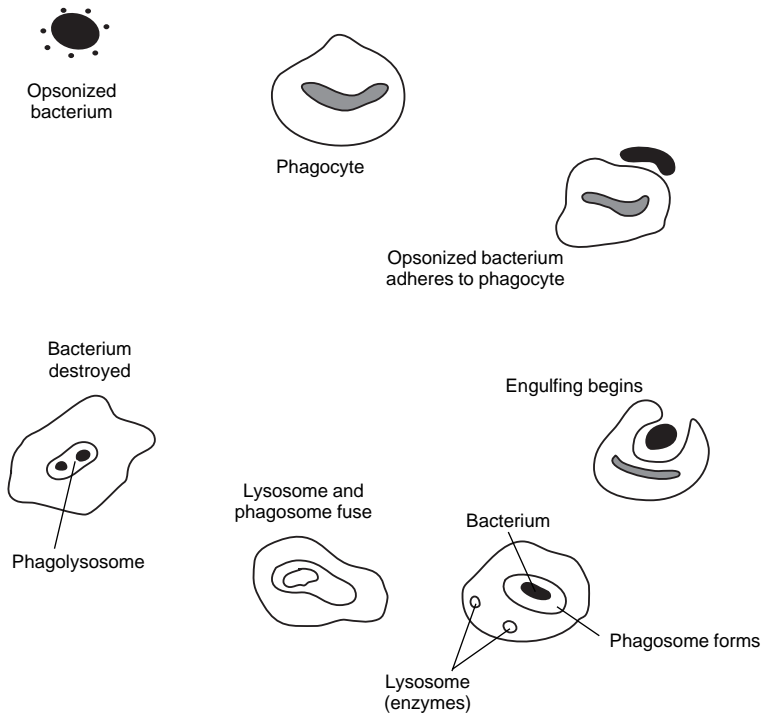 Opsonized
bacterium
Phagocyte
Opsonized bacterium
adheres to phagocyte
Bacterium
destroyed
Engulfing begins
Lysosome and
phagosome fuse
Bacterium
Phagolysosome
Phagosome forms
Lysosome
(enzymes)